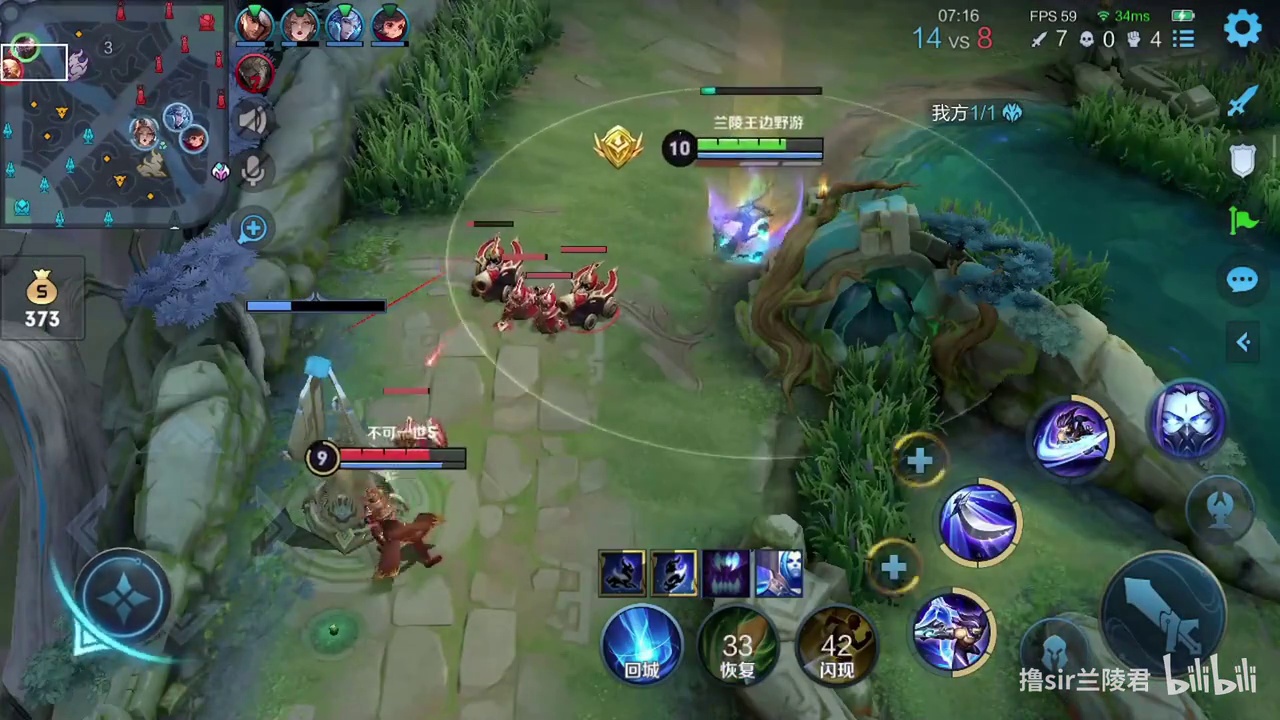 3
07:16
14 vs 8
FPS 59
34ms
7
0
4
我方1/1
兰陵王边野游
10
373
不可一世S
9
回城
33
恢复
42
闪现
撸sir兰陵君
bilibili